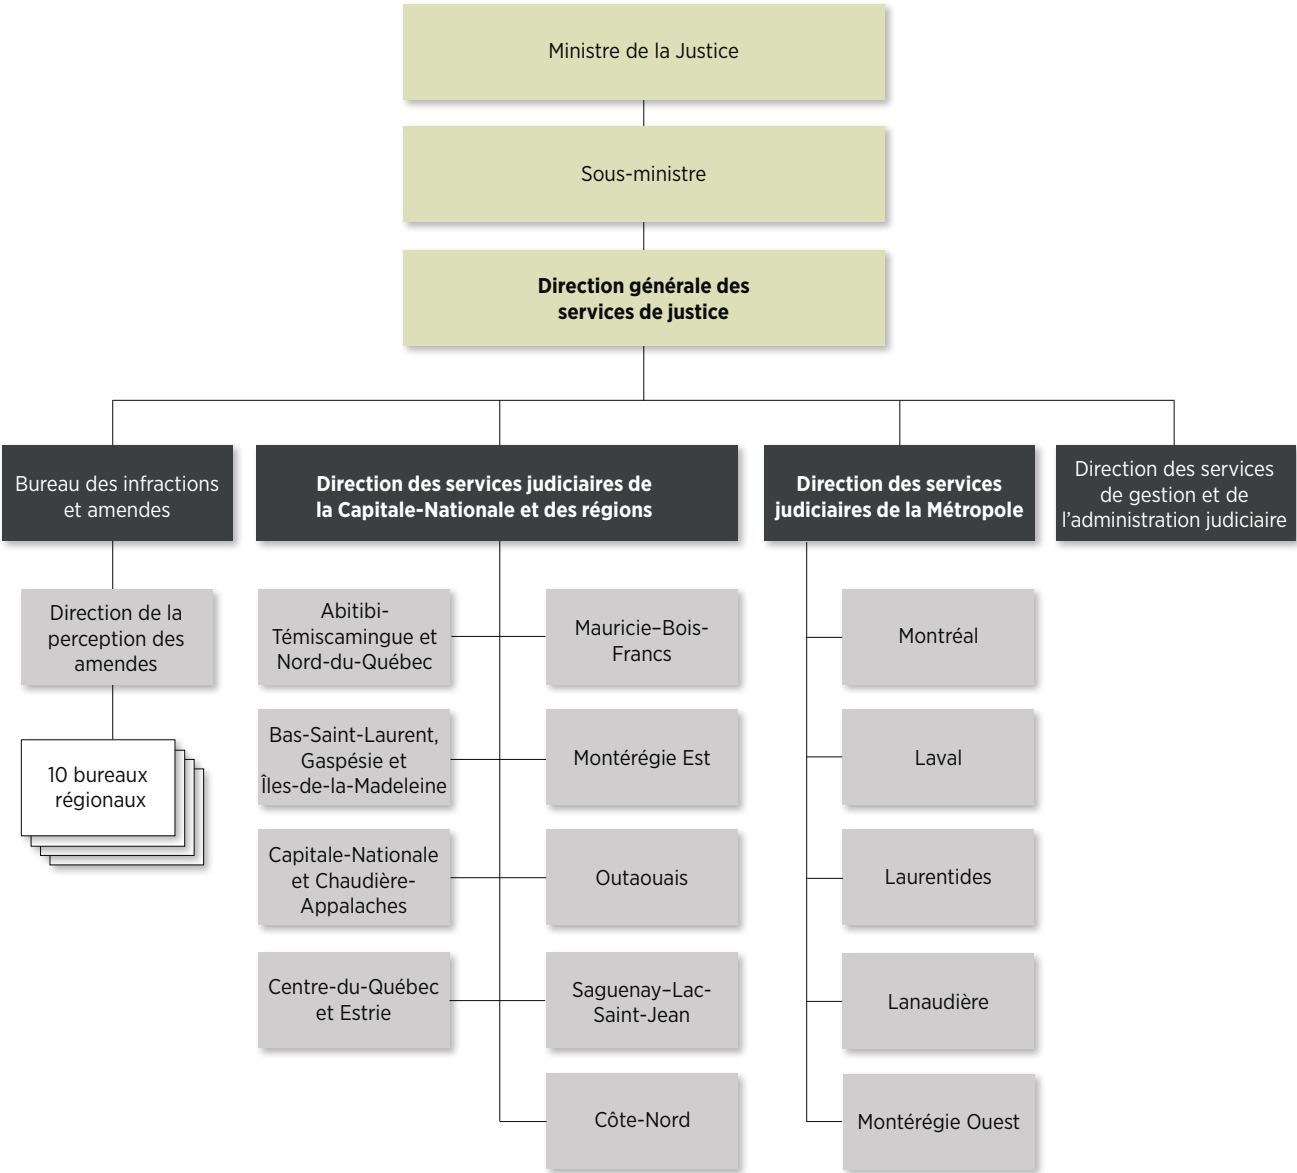 Ministre de la Justice
Sous-ministre
Direction générale des
services de justice
Bureau des infractions
et amendes
Direction des services judiciaires de
la Capitale-Nationale et des régions
Direction des services
judiciaires de la Métropole
Direction des services
de gestion et de
l'administration judiciaire
Direction de la
perception des
amendes
10 bureaux
régionaux
Abitibi-
Témiscamingue et
Nord-du-Québec
Mauricie–Bois-
Francs
Bas-Saint-Laurent,
Gaspésie et
Îles-de-la-Madeleine
Montérégie Est
Capitale-Nationale
et Chaudière-
Appalaches
Outaouais
Centre-du-Québec
et Estrie
Saguenay–Lac-
Saint-Jean
Côte-Nord
Montréal
Laval
Laurentides
Lanaudière
Montérégie Ouest